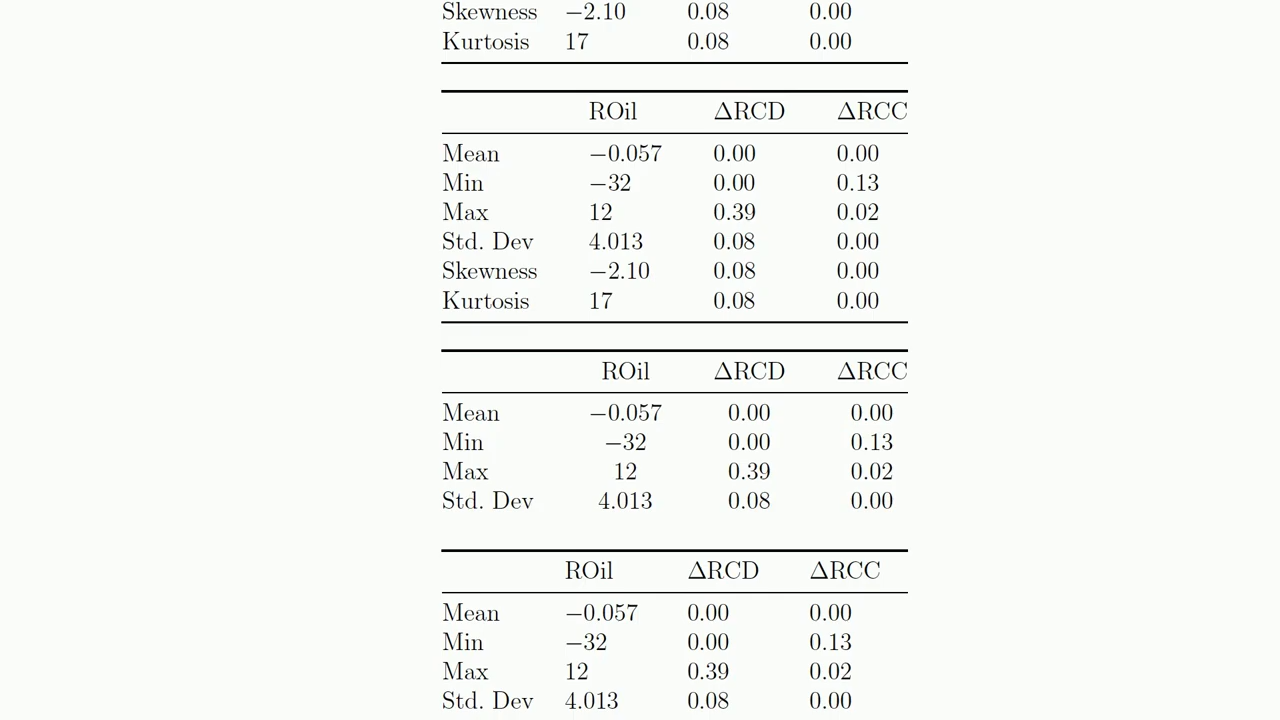 Skewness −2.10 0.08 0.00
Kurtosis 17 0.08 0.00
ROil ΔRCD ΔRCC
Mean −0.057 0.00 0.00
Min −32 0.00 0.13
Max 12 0.39 0.02
Std. Dev 4.013 0.08 0.00
Skewness −2.10 0.08 0.00
Kurtosis 17 0.08 0.00
ROil ΔRCD ΔRCC
Mean −0.057 0.00 0.00
Min −32 0.00 0.13
Max 12 0.39 0.02
Std. Dev 4.013 0.08 0.00
ROil ΔRCD ΔRCC
Mean −0.057 0.00 0.00
Min −32 0.00 0.13
Max 12 0.39 0.02
Std. Dev 4.013 0.08 0.00